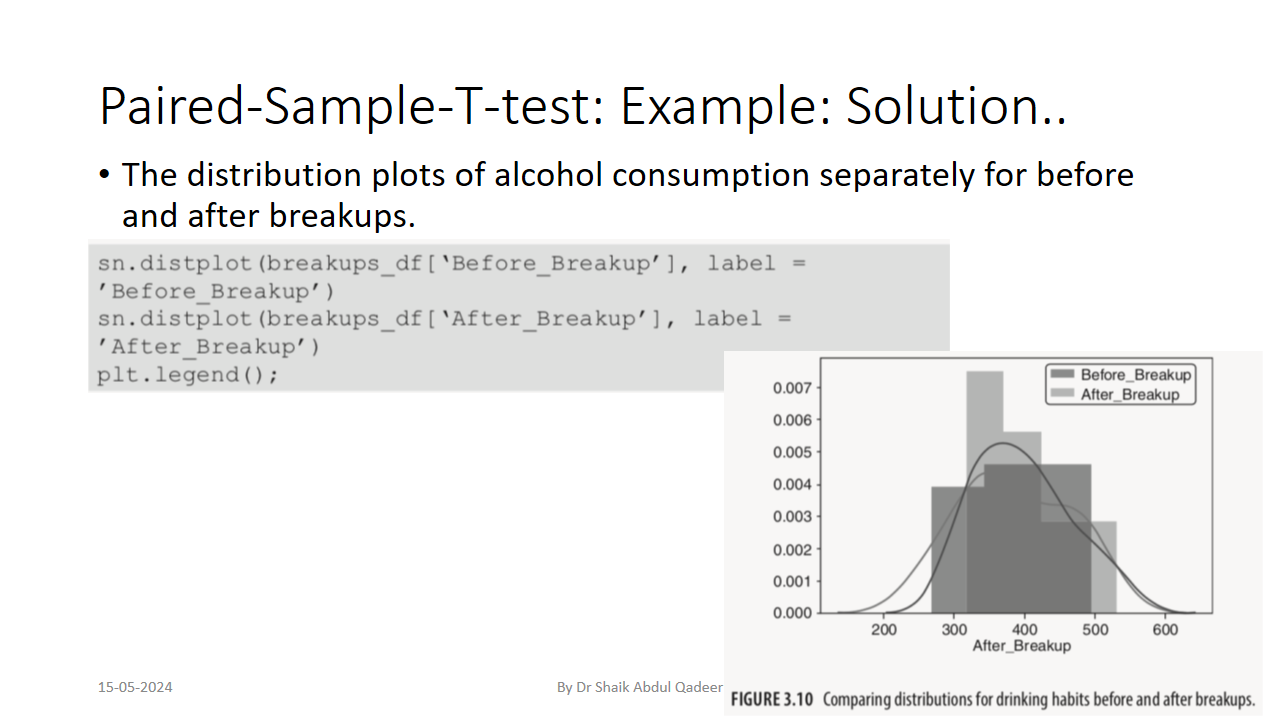 Paired-Sample-T-test: Example: Solution..
• The distribution plots of alcohol consumption separately for before
and after breakups.
sn.distplot(breakups_df[‘Before_Breakup’], label =
’Before_Breakup’)
sn.distplot(breakups_df[‘After_Breakup’], label =
’After_Breakup’)
plt.legend();
Before_Breakup
After_Breakup
0.007
0.006
0.005
0.004
0.003
0.002
0.001
0.000
200 300 400 500 600
After_Breakup
FIGURE 3.10 Comparing distributions for drinking habits before and after breakups.
15-05-2024
By Dr Shaik Abdul Qadeer